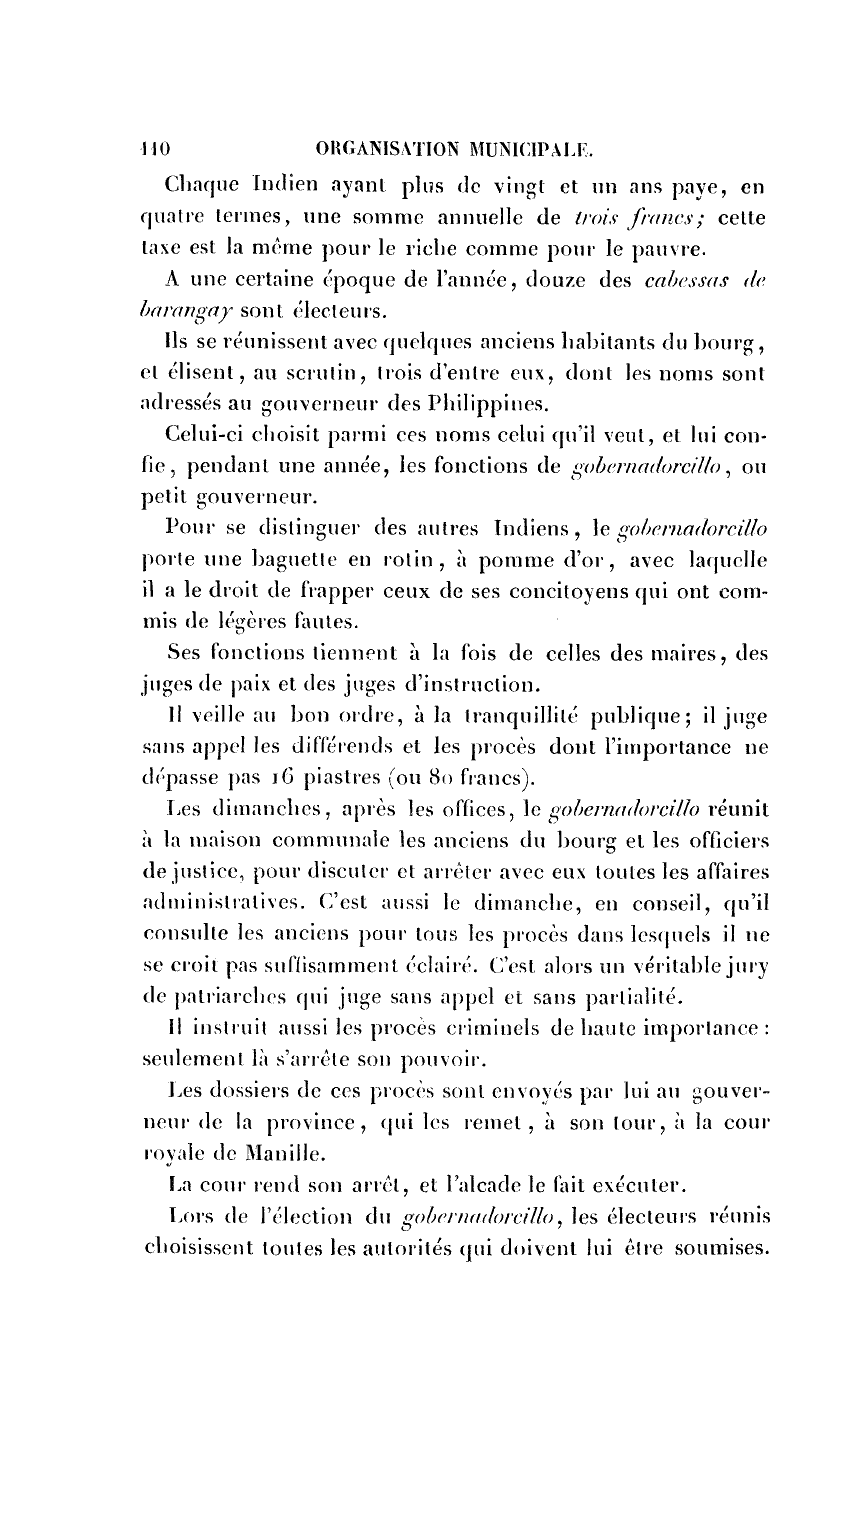 110 ORGANISATION MUNICIPALE.
Chaque Indien ayant plus de vingt et un ans paye, en
quatre termes, une somme annuelle de trois francs; cette
taxe est la même pour le riche comme pour le pauvre.
A une certaine époque de l'année, douze des cabessas de
barangay sont électeurs.
Ils se réunissent avec quelques anciens habitants du bourg,
et élisent, au scrutin, trois d'entre eux, dont les noms sont
adressés au gouverneur des Philippines.
Celui-ci choisit parmi ces noms celui qu'il veut, et lui con-
fie, pendant une année, les fonctions de gobernadorcillo, ou
petit gouverneur.
Pour se distinguer des autres Indiens, le gobernadorcillo
porte une baguette en rotin, à pomme d'or, avec laquelle
il a le droit de frapper ceux de ses concitoyens qui ont com-
mis de légères fautes.
Ses fonctions tiennent à la fois de celles des maires, des
juges de paix et des juges d'instruction.
Il veille au bon ordre, à la tranquillité publique; il juge
sans appel les différends et les procès dont l'importance ne
dépasse pas 16 piastres (ou 80 francs).
Les dimanches, après les offices, le gobernadorcillo réunit
à la maison communale les anciens du bourg et les officiers
de justice, pour discuter et arrêter avec eux toutes les affaires
administratives. C'est aussi le dimanche, en conseil, qu'il
consulte les anciens pour tous les procès dans lesquels il ne
se croit pas suffisamment éclairé. C'est alors un véritable jury
de patriarches qui juge sans appel et sans partialité.
Il instruit aussi les procès criminels de haute importance :
seulement là s'arrête son pouvoir.
Les dossiers de ces procès sont envoyés par lui au gouver-
neur de la province, qui les remet, à son tour, à la cour
royale de Manille.
La cour rend son arrêt, et l'alcade le fait exécuter.
Lors de l'élection du gobernadorcillo, les électeurs réunis
choisissent toutes les autorités qui doivent lui être soumises.